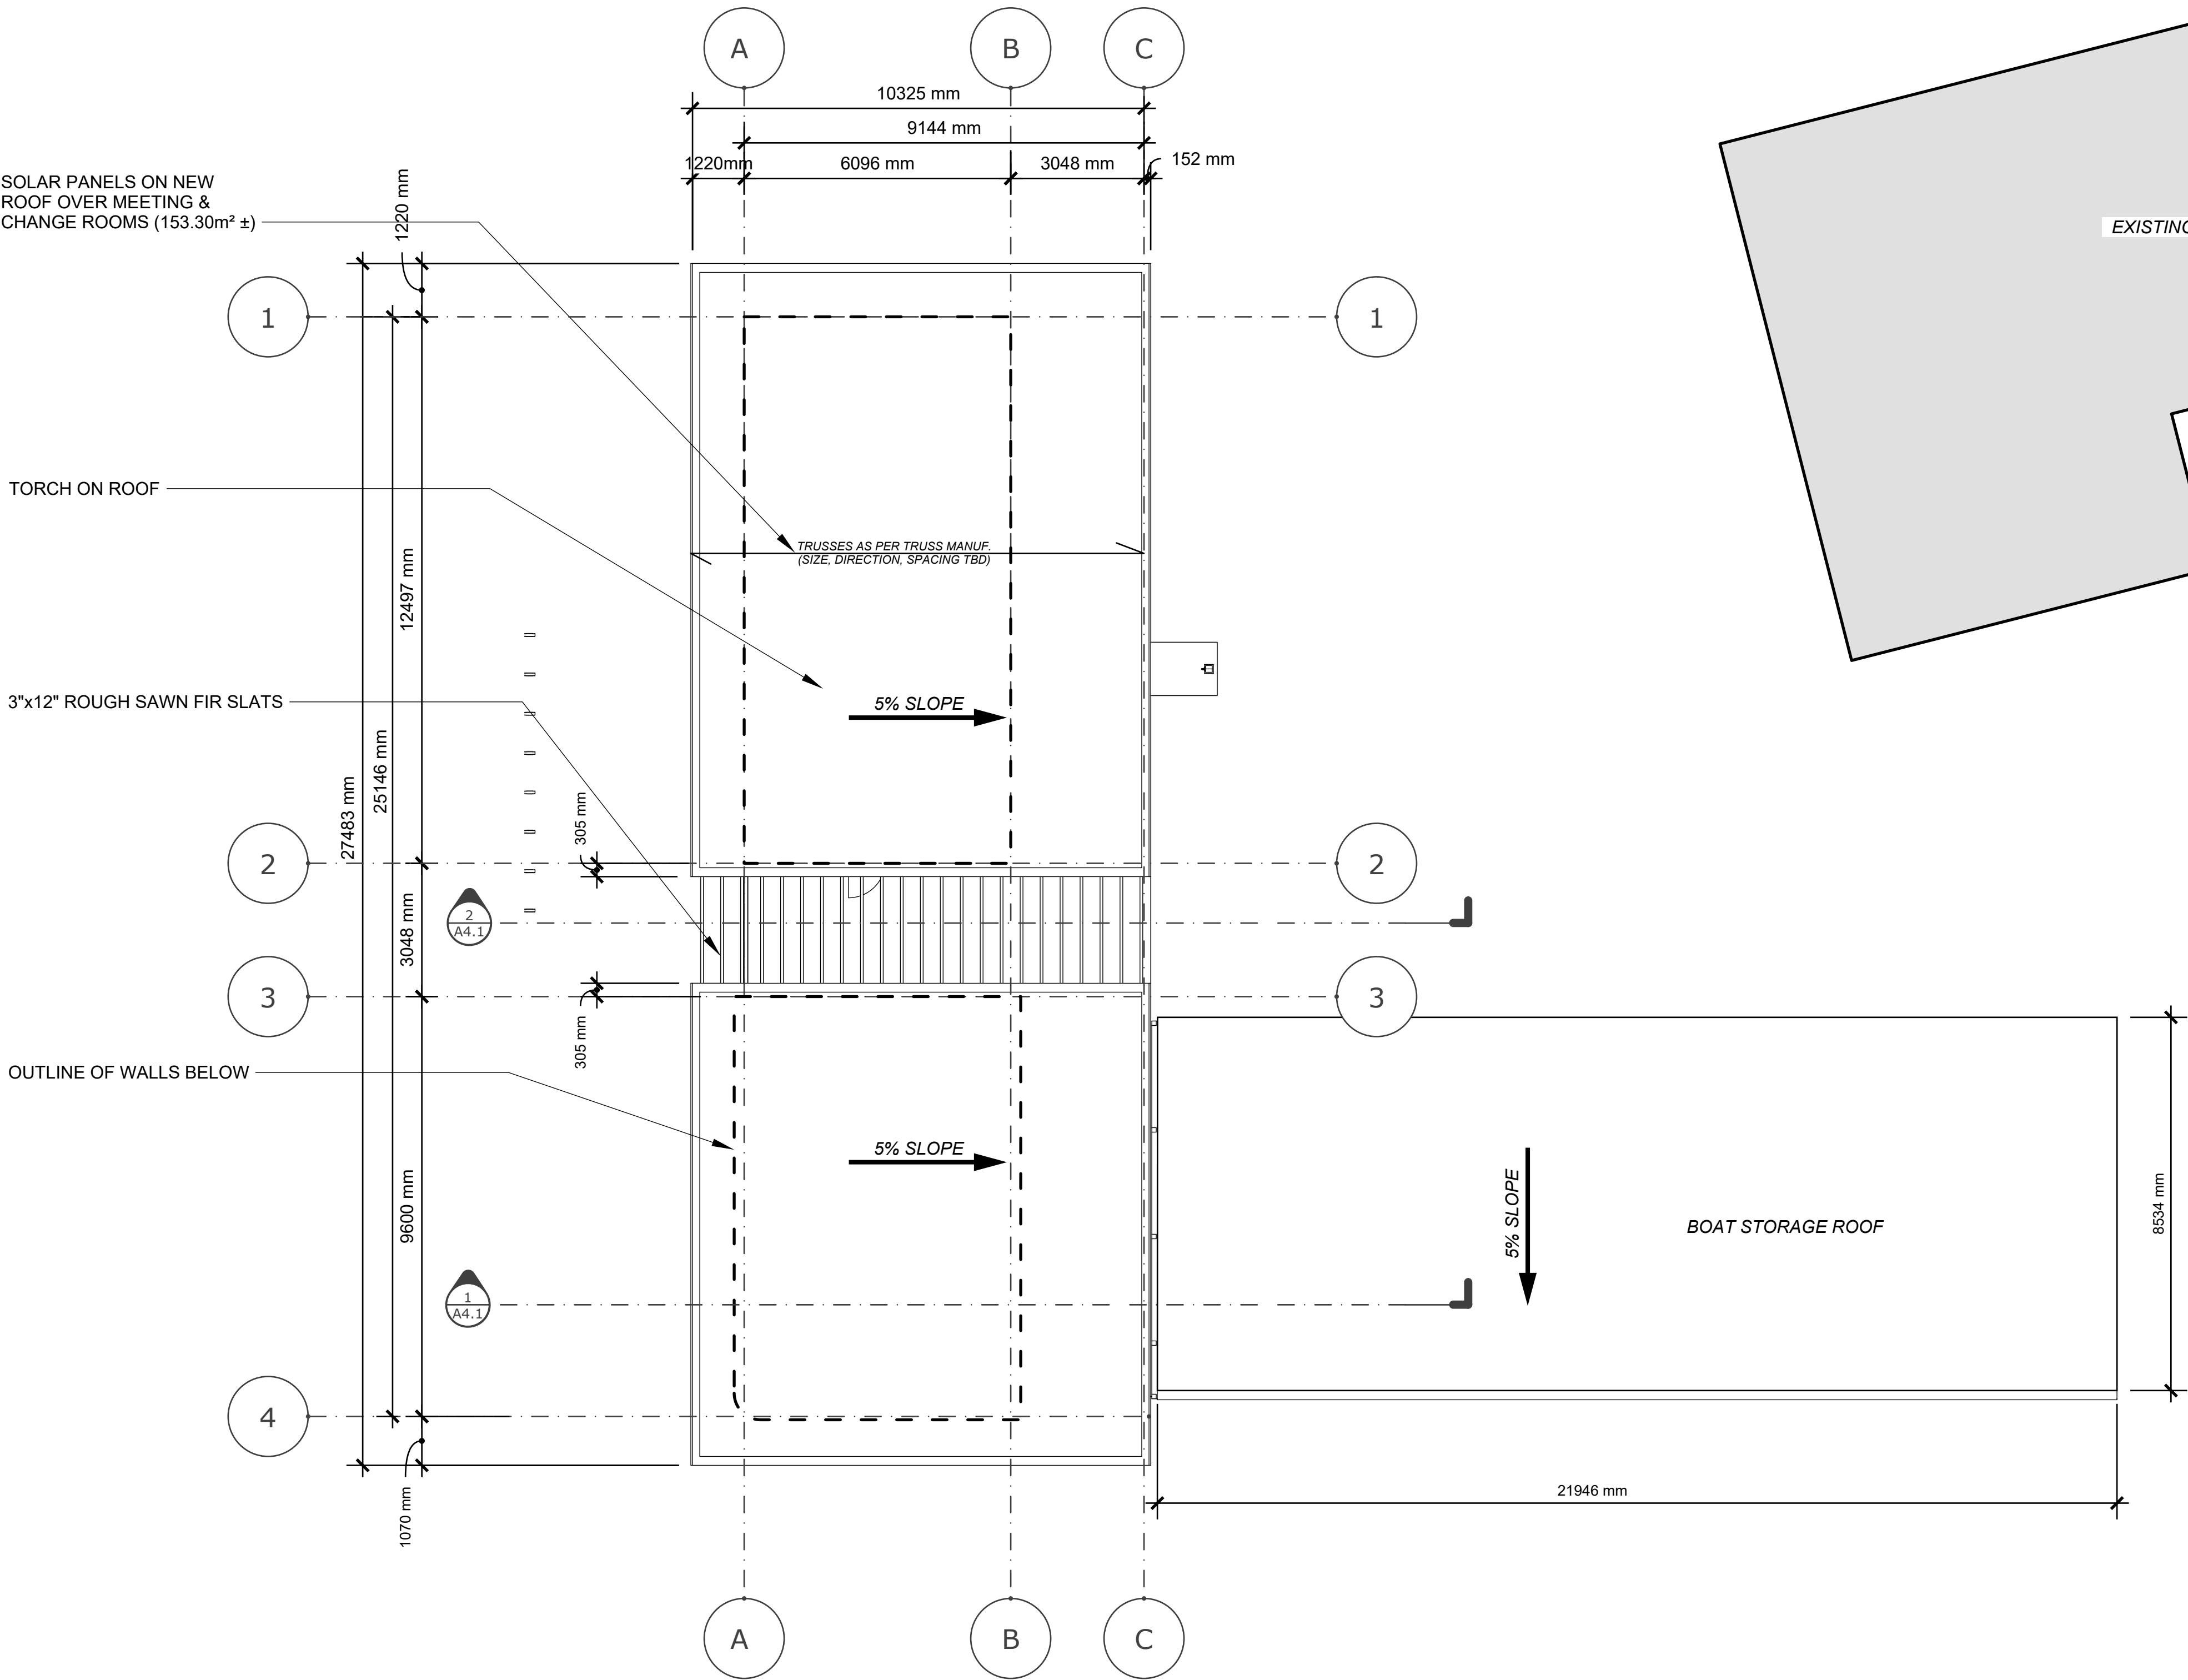 A
B
C
10325 mm
9144 mm
1220mm
6096 mm
3048 mm
152 mm
SOLAR PANELS ON NEW
ROOF OVER MEETING &
CHANGE ROOMS (153.30m² ±)
1220 mm
EXISTING
1
1
TORCH ON ROOF
TRUSSES AS PER TRUSS MANUF.
(SIZE, DIRECTION, SPACING TBD)
12497 mm
3"x12" ROUGH SAWN FIR SLATS
5% SLOPE
25146 mm
27483 mm
305 mm
2
2
2
A4.1
3048 mm
3
3
305 mm
OUTLINE OF WALLS BELOW
5% SLOPE
9600 mm
5% SLOPE
BOAT STORAGE ROOF
8534 mm
1
A4.1
4
21946 mm
1070 mm
A
B
C